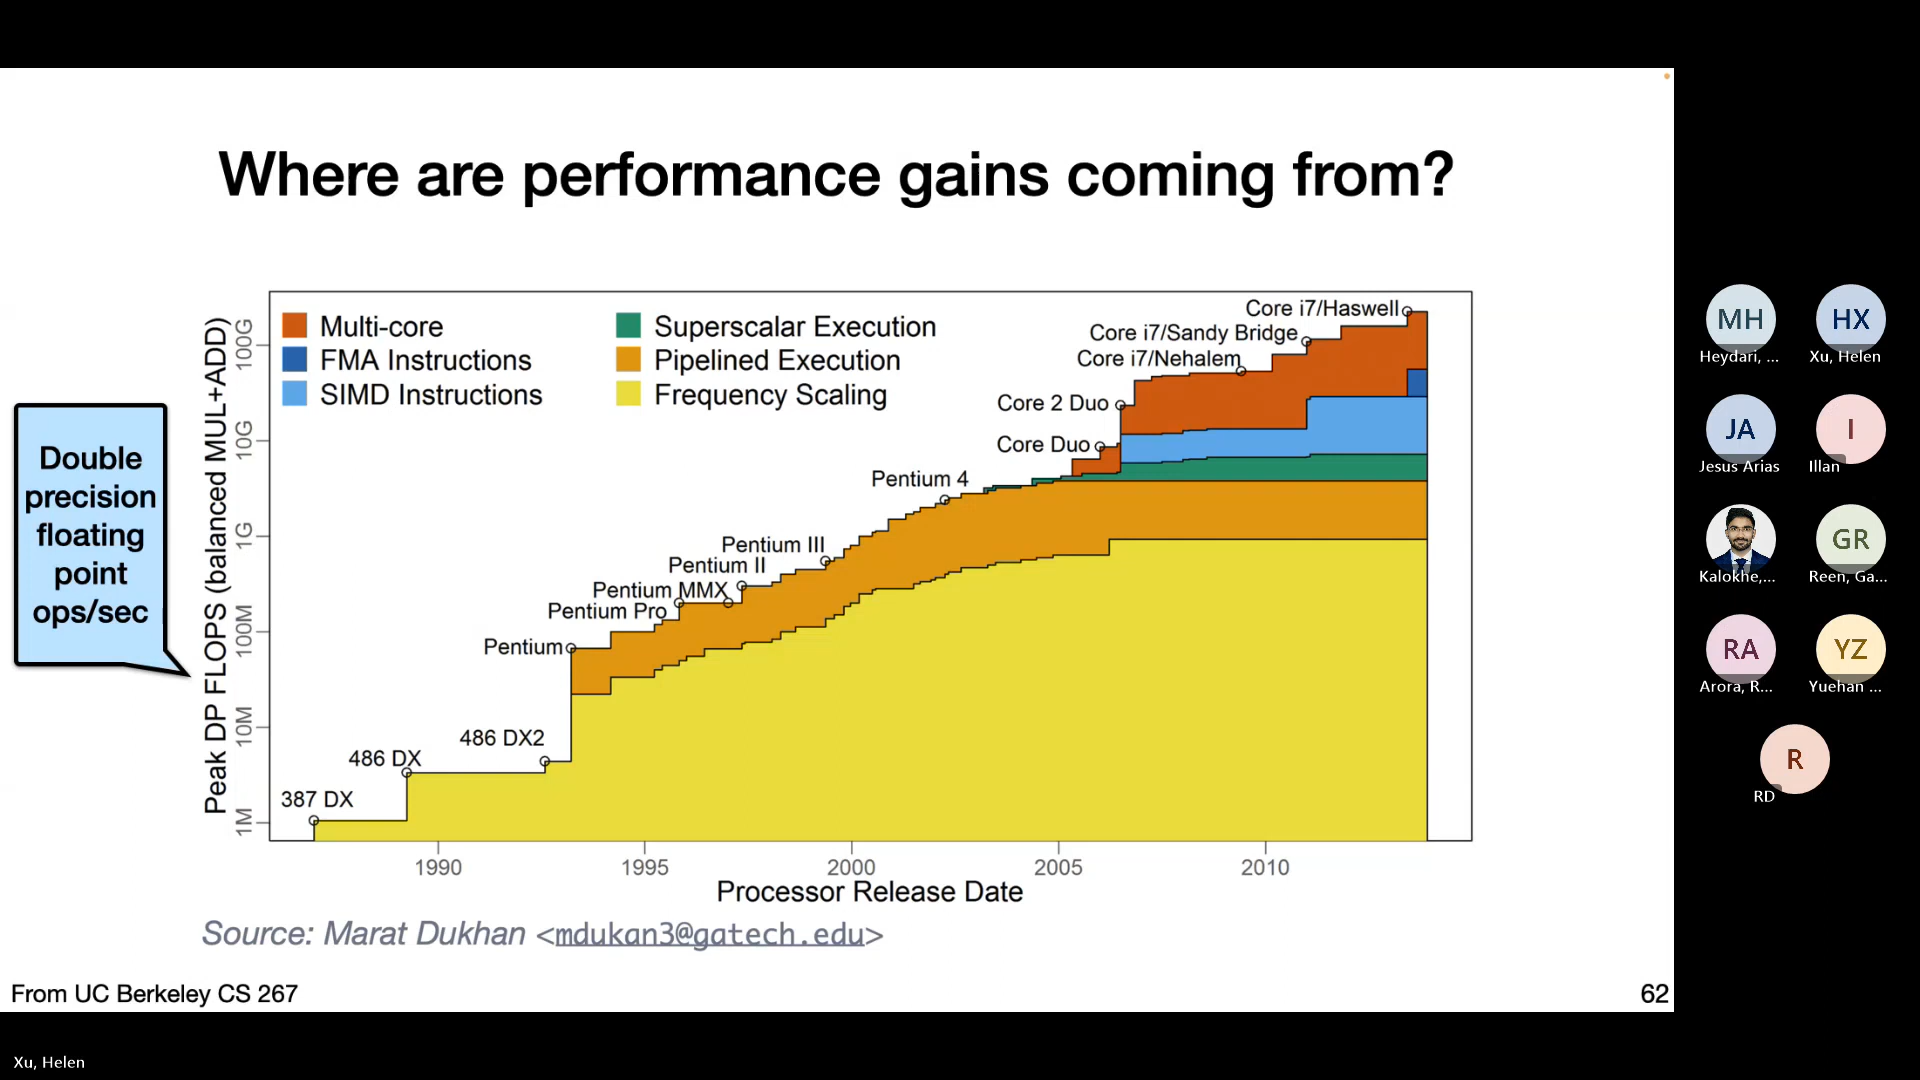 Where are performance gains coming from?
Double
precision
floating
point
ops/sec
Peak DP FLOPS (balanced MUL+ADD)
100G
10G
1G
100M
10M
1M
Multi-core
FMA Instructions
SIMD Instructions
Superscalar Execution
Pipelined Execution
Frequency Scaling
Core i7/Haswell
Core i7/Sandy Bridge
Core i7/Nehalem
Core 2 Duo
Core Duo
Pentium 4
Pentium III
Pentium II
Pentium MMX
Pentium Pro
Pentium
486 DX2
486 DX
387 DX
1990 1995 2000 2005 2010
Processor Release Date
Source: Marat Dukhan <mdukan3@gatech.edu>
From UC Berkeley CS 267
62
MH
Heydari, ...
HX
Xu, Helen
JA
Jesus Arias
I
Illan
Kalokhe,...
GR
Reen, Ga...
RA
Arora, R...
YZ
Yuehan ...
R
RD
Xu, Helen